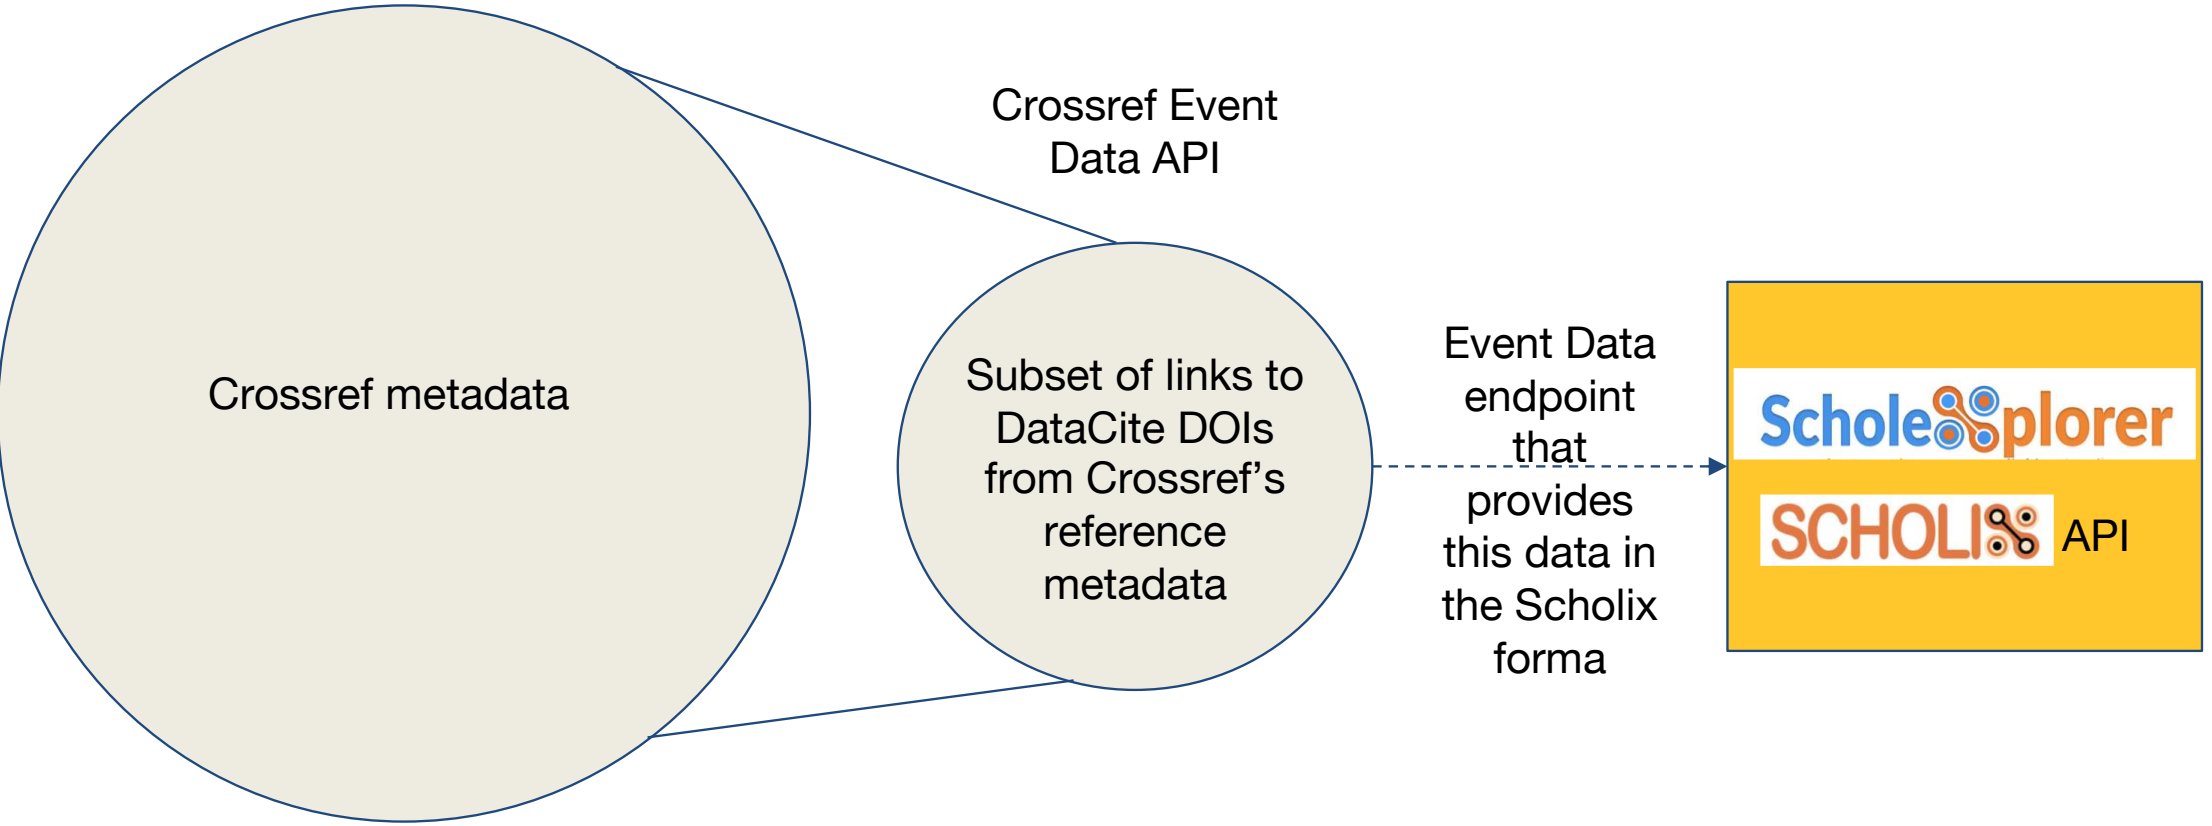 Crossref metadata
Crossref Event
Data API
Subset of links to
DataCite DOIs
from Crossref’s
reference
metadata
Event Data
endpoint
that
provides
this data in
the Scholix
forma
ScholeXplorer
SCHOLIX API